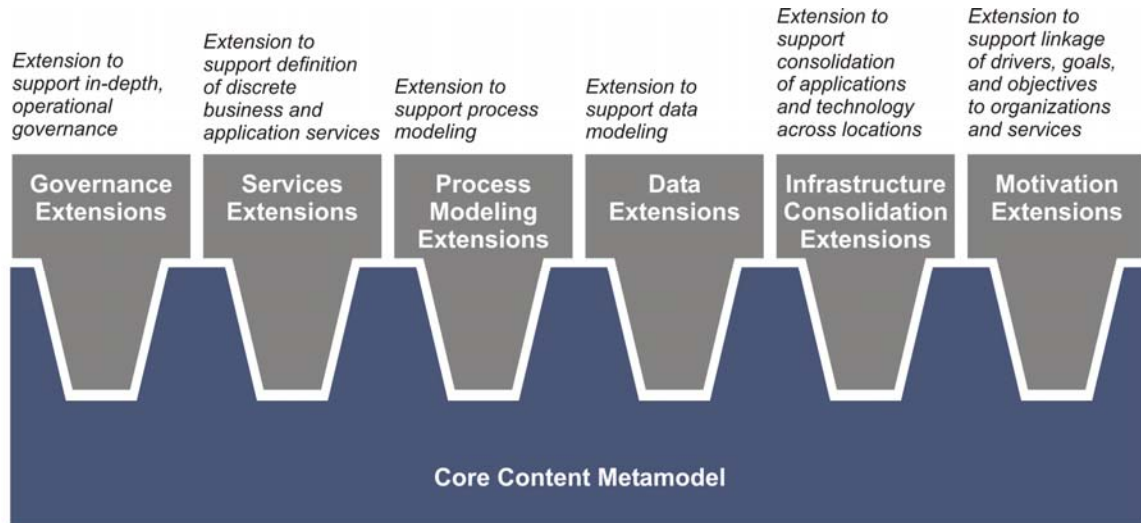 Extension to
support in-depth,
operational
governance
Extension to
support definition
of discrete
business and
application services
Extension to
support process
modeling
Extension to
support data
modeling
Extension to
support
consolidation
of applications
and technology
across locations
Extension to
support linkage
of drivers, goals,
and objectives
to organizations
and services
Governance
Extensions
Services
Extensions
Process
Modeling
Extensions
Data
Extensions
Infrastructure
Consolidation
Extensions
Motivation
Extensions
Core Content Metamodel